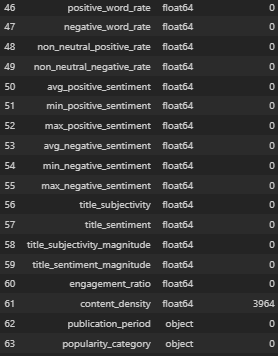 46 positive_word_rate float64 0
47 negative_word_rate float64 0
48 non_neutral_positive_rate float64 0
49 non_neutral_negative_rate float64 0
50 avg_positive_sentiment float64 0
51 min_positive_sentiment float64 0
52 max_positive_sentiment float64 0
53 avg_negative_sentiment float64 0
54 min_negative_sentiment float64 0
55 max_negative_sentiment float64 0
56 title_subjectivity float64 0
57 title_sentiment float64 0
58 title_subjectivity_magnitude float64 0
59 title_sentiment_magnitude float64 0
60 engagement_ratio float64 0
61 content_density float64 3964
62 publication_period object 0
63 popularity_category object 0